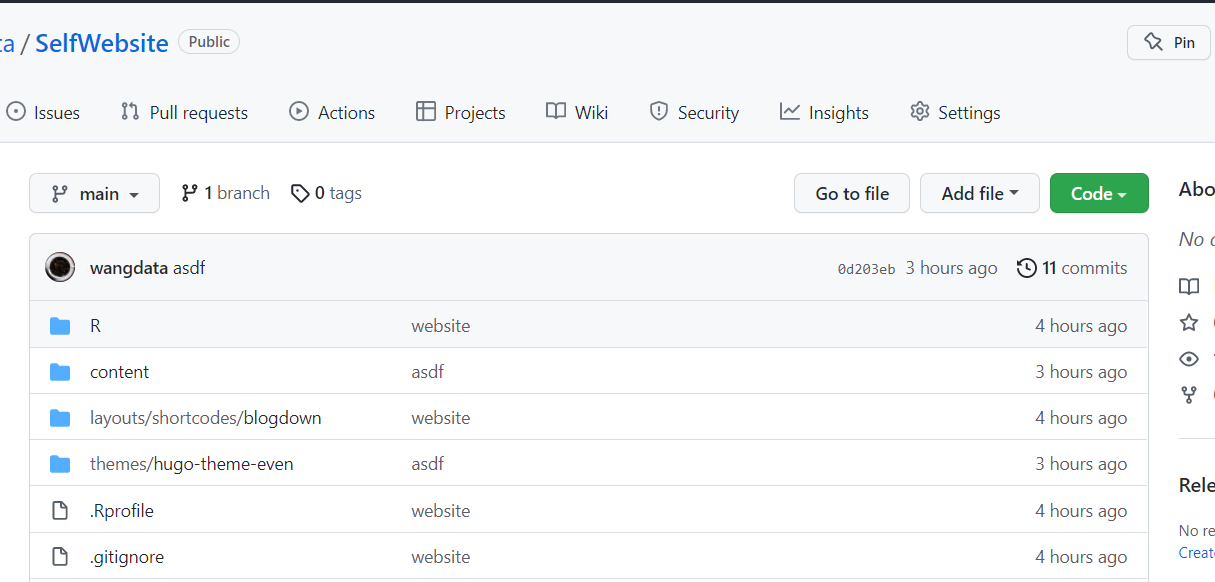 ta / SelfWebsite Public Pin
Issues Pull requests Actions Projects Wiki Security Insights Settings
main 1 branch 0 tags Go to file Add file Code
Abo
No
wangdata asdf 0d203eb 3 hours ago 11 commits
R website 4 hours ago
content asdf 3 hours ago
layouts/shortcodes/blogdown website 4 hours ago
themes/hugo-theme-even asdf 3 hours ago
Rele
.Rprofile website 4 hours ago
No re
Creat
.gitignore website 4 hours ago